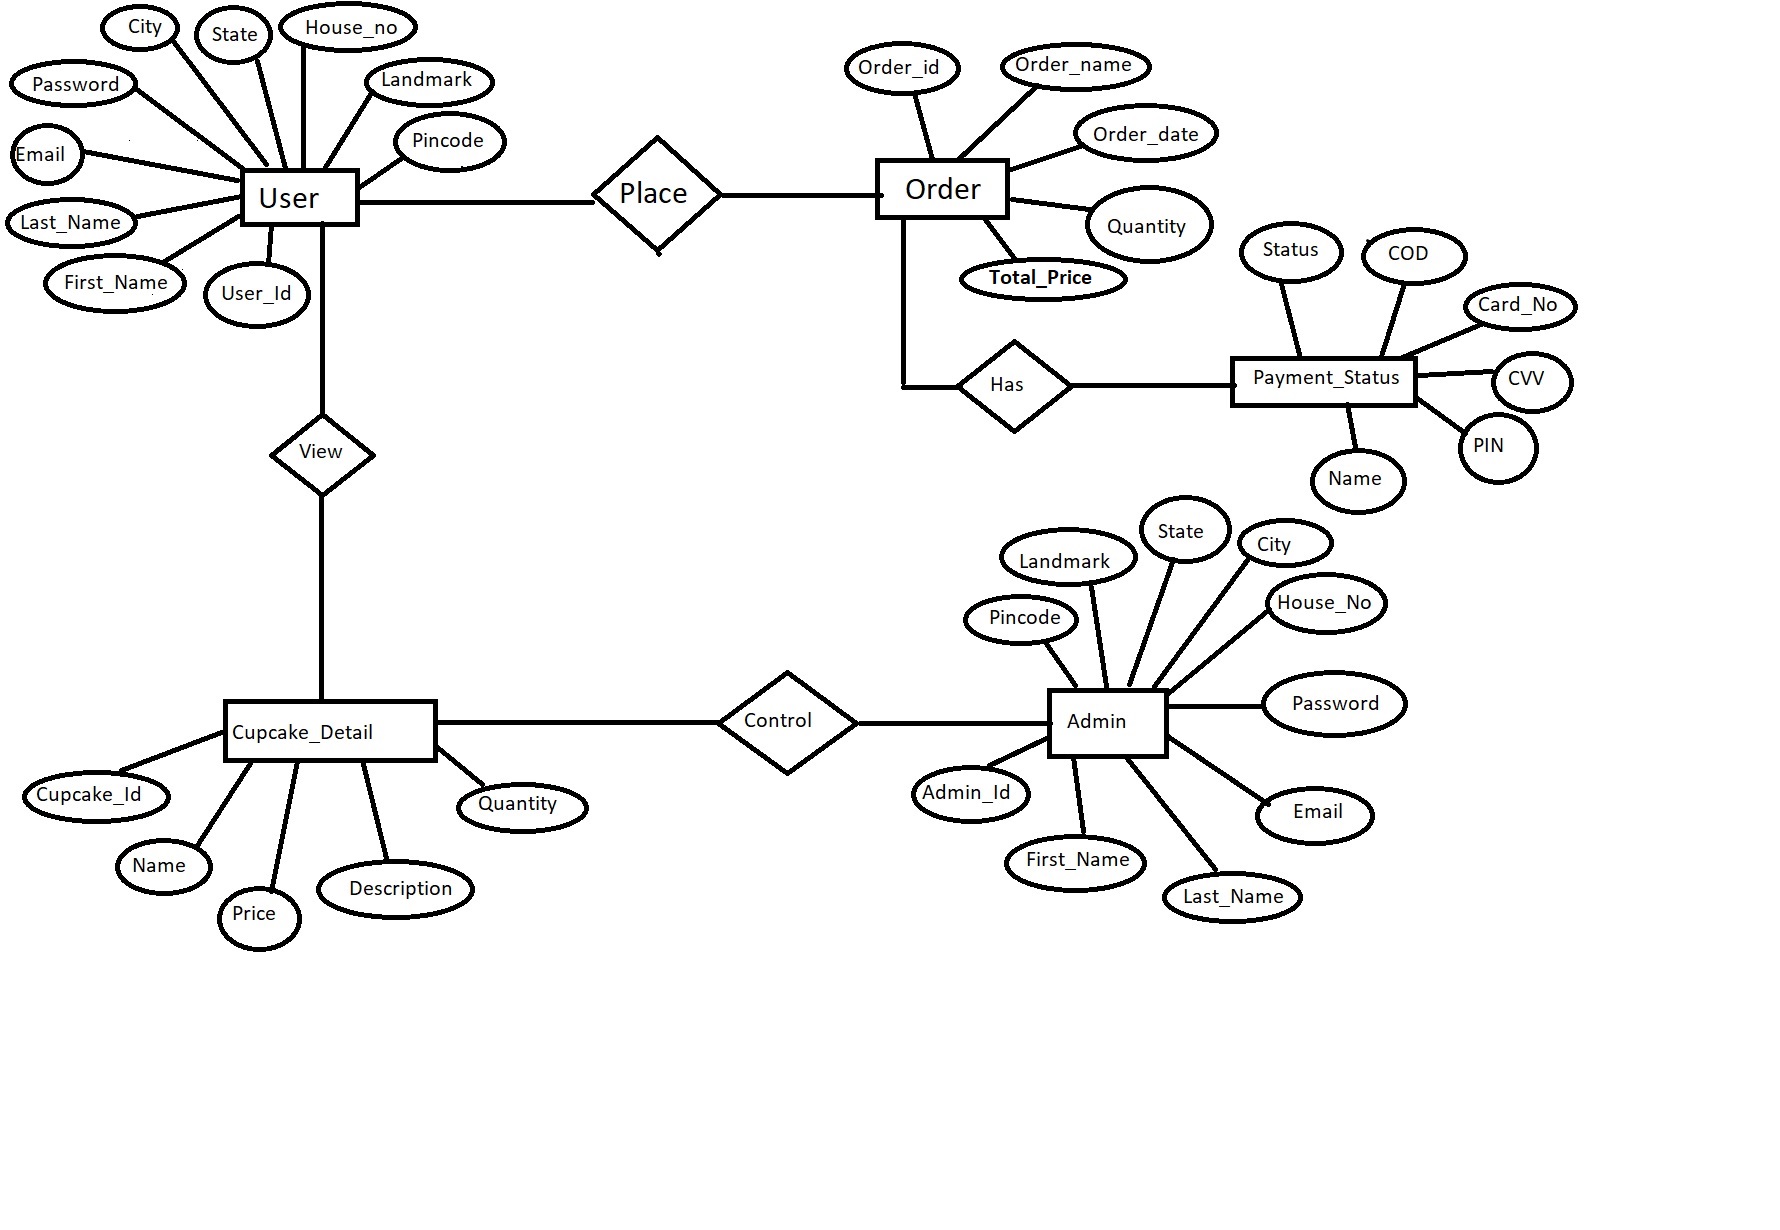 City
State
House_no
Password
Landmark
Email
Pincode
User
Last_Name
First_Name
User_Id
Place
Order_id
Order_name
Order_date
Order
Quantity
Total_Price
Status
COD
Card_No
Has
Payment_Status
CVV
PIN
Name
View
State
Landmark
City
Pincode
House_No
Password
Cupcake_Detail
Control
Admin
Cupcake_Id
Quantity
Admin_Id
Email
Name
First_Name
Price
Description
Last_Name